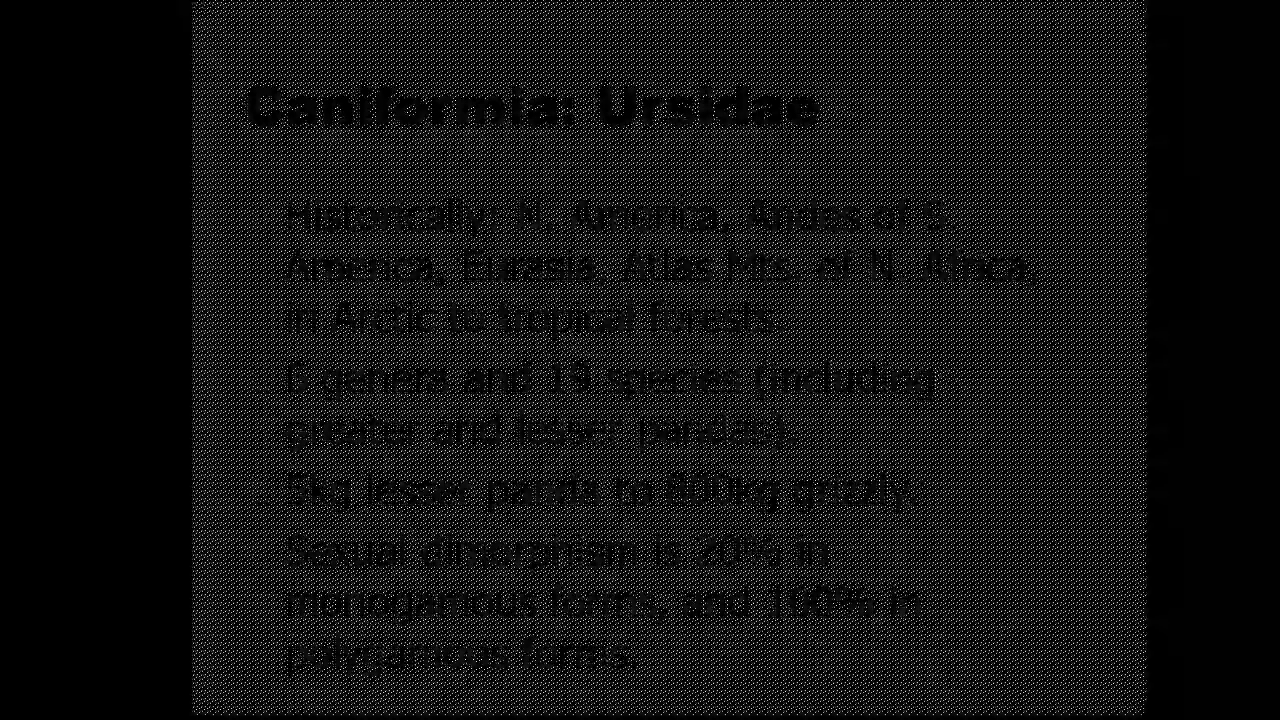 Caniformia: Ursidae
Historically: N. America, Andes of S.
America, Eurasia, Atlas Mts. of N. Africa,
in Arctic to tropical forests.
genera and 19 species (including
greater and lesser pandas).
5kg lesser panda to 800kg grizzly.
Sexual dimorphism is 20% in
monogamous forms, and 100% in
polygamous forms.